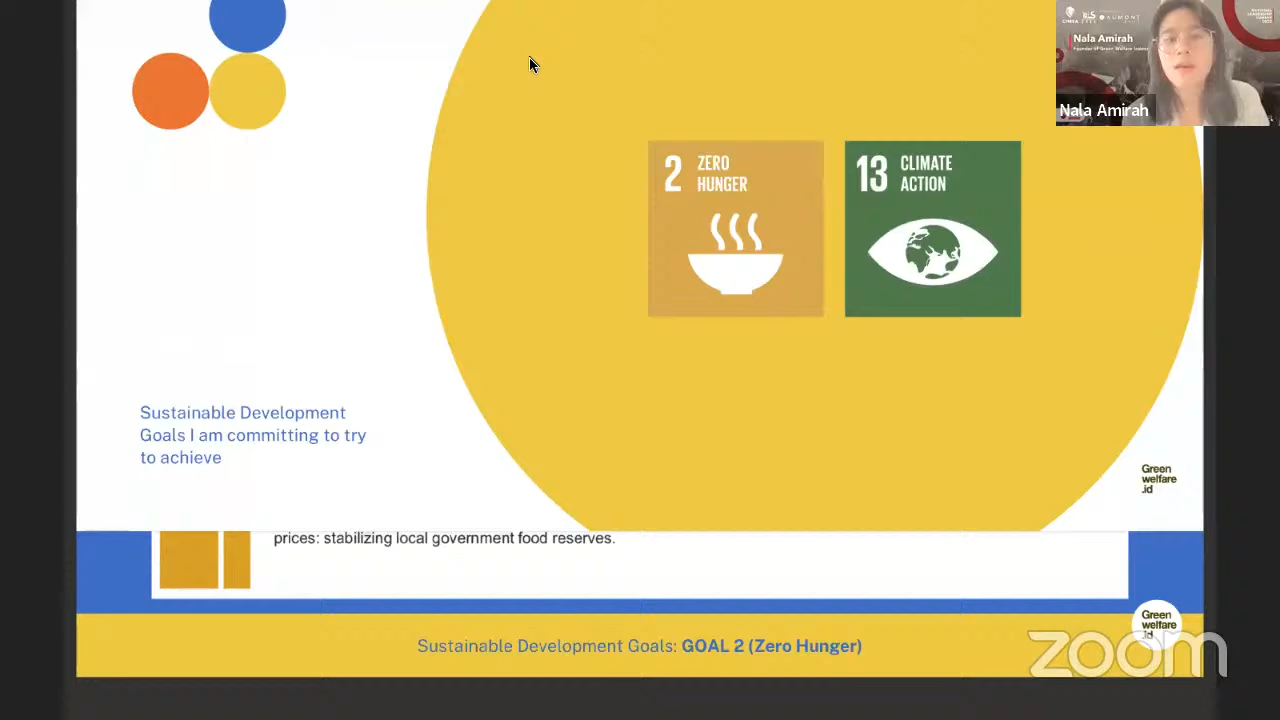 2 ZERO
HUNGER
13 CLIMATE
ACTION
Nala Amirah
Nala Amirah
Sustainable Development
Goals I am committing to try
to achieve
Green
welfare
.id
prices: stabilizing local government food reserves.
Sustainable Development Goals: GOAL 2 (Zero Hunger)
Green
welfare
.id
zoom